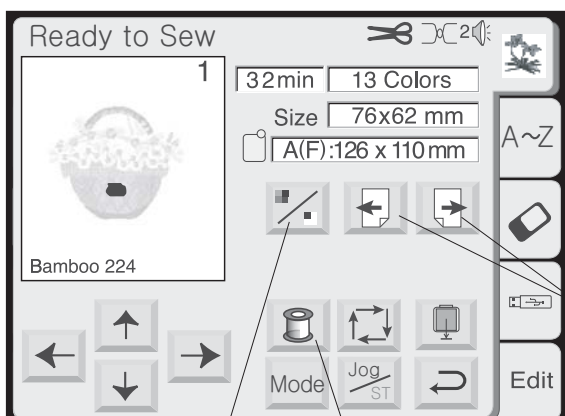 Ready to Sew
2
1
32min
13 Colors
Size
76x62 mm
A(F):126 x 110mm
A~Z
Bamboo 224
Mode
Jog
ST
Edit